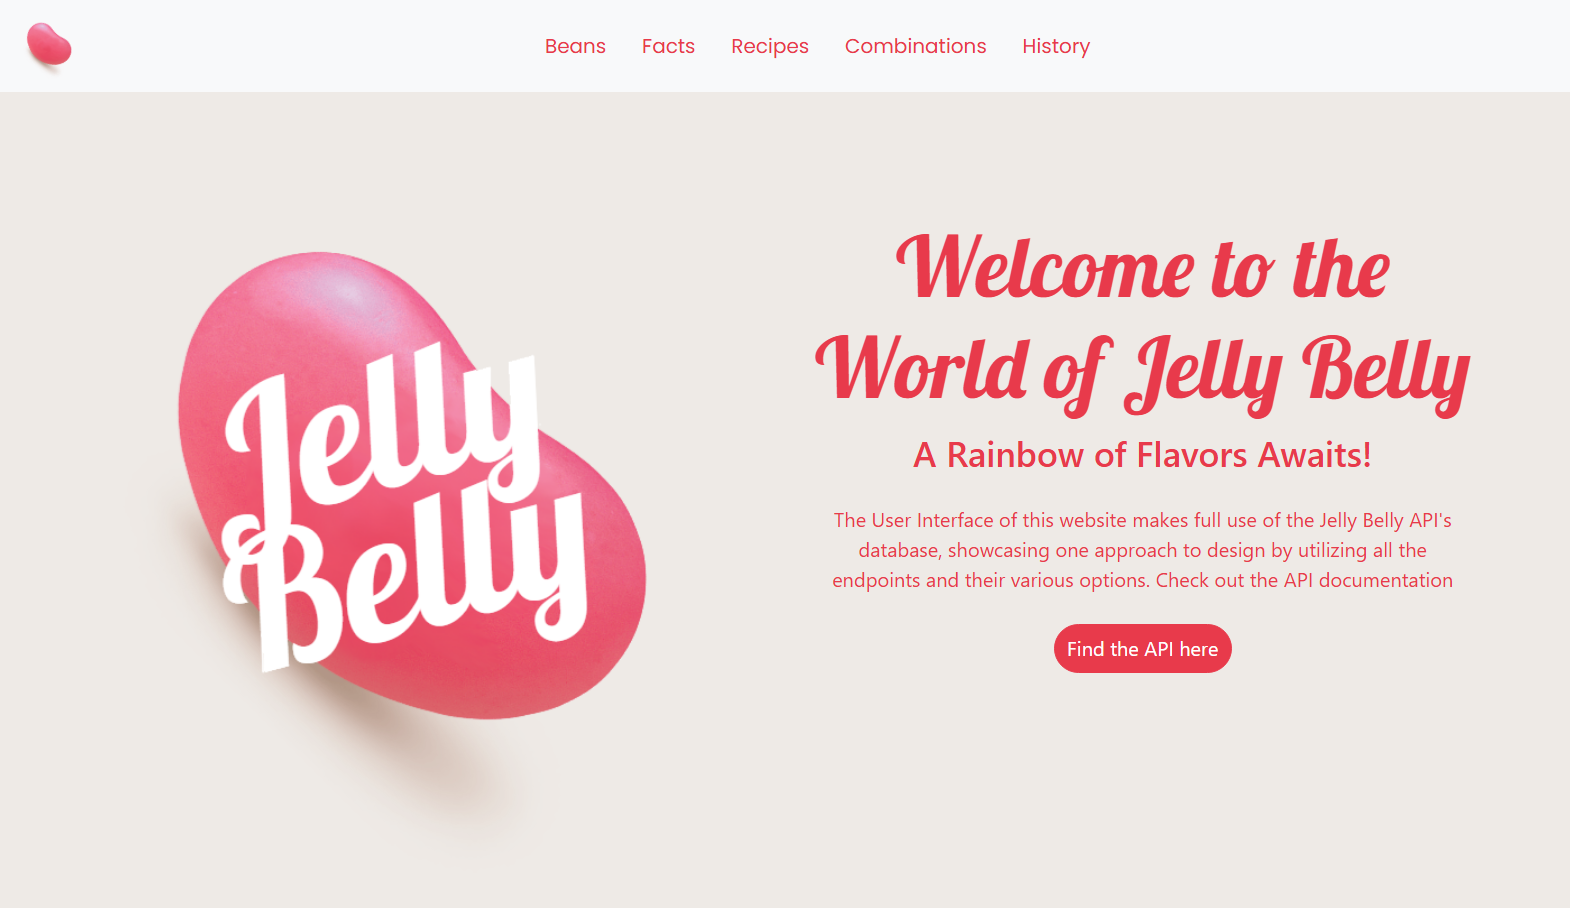 Beans Facts Recipes Combinations History
Jelly
Belly
Welcome to the
World of Jelly Belly
A Rainbow of Flavors Awaits!
The User Interface of this website makes full use of the Jelly Belly API's
database, showcasing one approach to design by utilizing all the
endpoints and their various options. Check out the API documentation
Find the API here